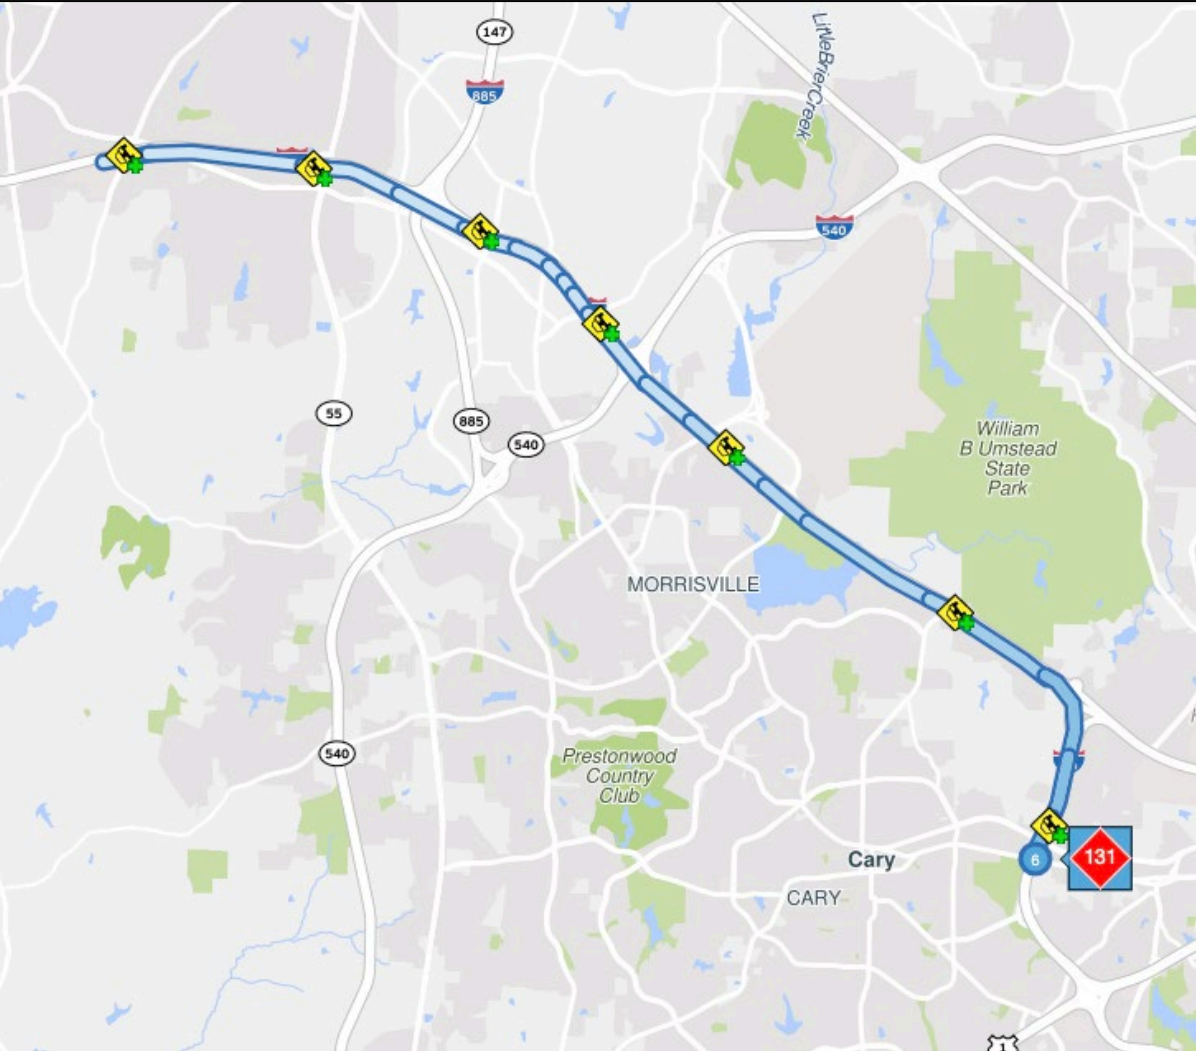 147
885
LittleBrierCreek
540
55
885
540
William
B Umstead
State
Park
MORRISVILLE
540
Prestonwood
Country
Club
131
6
Cary
CARY
1